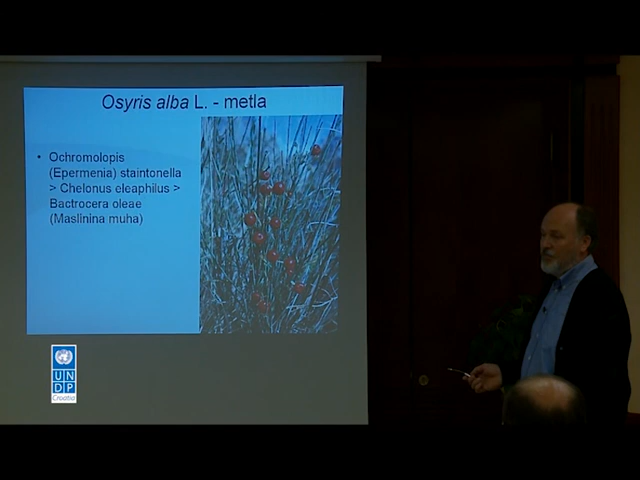 Osyris alba L. - metla
• Ochromolopis
(Epermenia) staintonella
> Chelonus eleaphilus >
Bactrocera oleae
(Maslinina muha)
UN
DP
Croatia